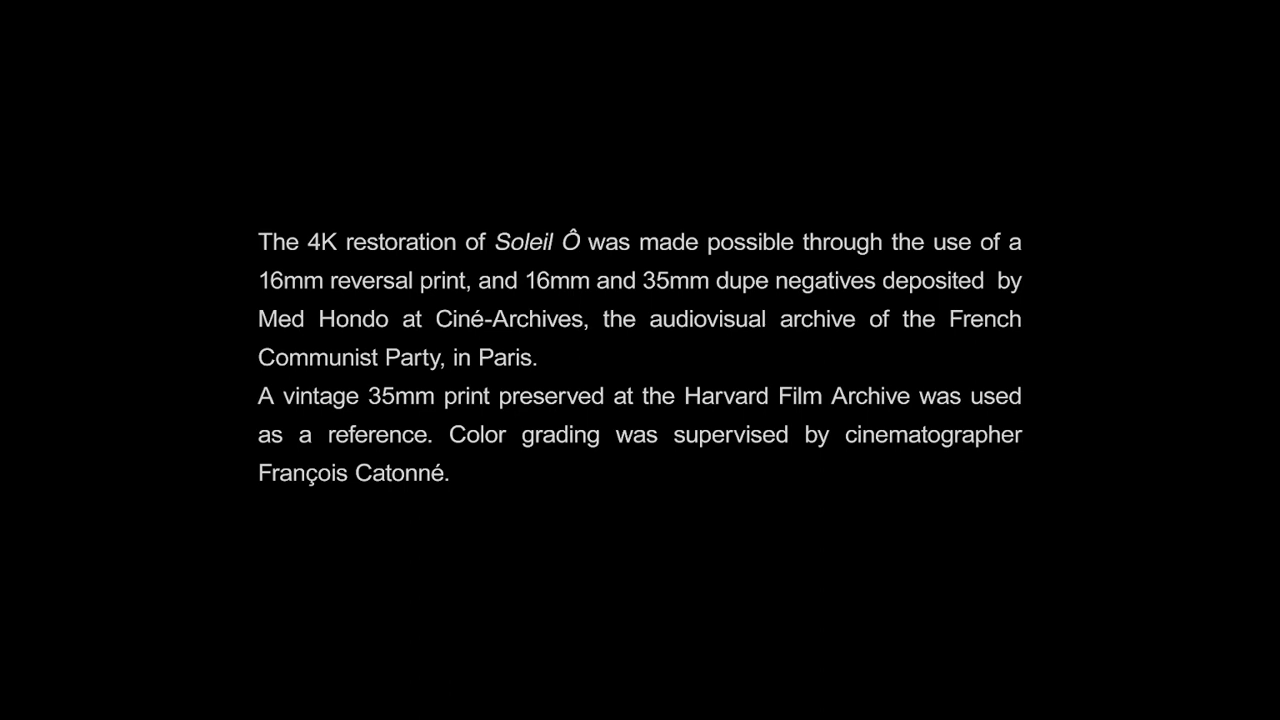 The 4K restoration of Soleil Ô was made possible through the use of a
16mm reversal print, and 16mm and 35mm dupe negatives deposited by
Med Hondo at Ciné-Archives, the audiovisual archive of the French
Communist Party, in Paris.
A vintage 35mm print preserved at the Harvard Film Archive was used
as a reference. Color grading was supervised by cinematographer
François Catonné.